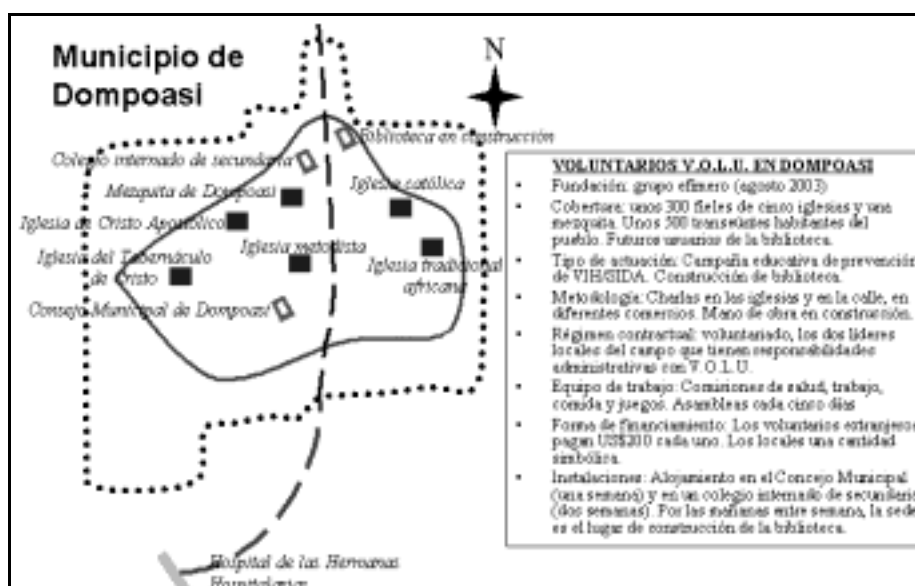 Municipio de
Dompoasi
N
Biblioteca en construcción
Colegio internado de secundaria
Mezquita de Dompoasi
Iglesia católica
Iglesia de Cristo Apostólico
Iglesia metodista
Iglesia del Tabernáculo
de Cristo
Iglesia tradicional
africana
Consejo Municipal de Dompoasi
Hospital de las Hermanas
Hospitalarias
VOLUNTARIOS V.O.L.U. EN DOMPOASI
• Fundación: grupo efímero (agosto 2003)
• Cobertura: unos 300 fieles de cinco iglesias y una
mezquita. Unos 500 transeúntes habitantes del
pueblo. Futuros usuarios de la biblioteca.
• Tipo de actuación: Campaña educativa de prevención
de VIH/SIDA. Construcción de biblioteca.
• Metodología: Charlas en las iglesias y en la calle, en
diferentes comercios. Mano de obra en construcción.
• Régimen contractual: voluntariado, los dos líderes
locales del campo que tienen responsabilidades
administrativas con V.O.L.U.
• Equipo de trabajo: Comisiones de salud, trabajo,
comida y juegos. Asambleas cada cinco días
• Forma de financiamiento: Los voluntarios extranjeros
pagan US$200 cada uno. Los locales una cantidad
simbólica.
• Instalaciones: Alojamiento en el Concejo Municipal
(una semana) y en un colegio internado de secundaria
(dos semanas). Por las mañanas entre semana, la sede
es el lugar de construcción de la biblioteca.